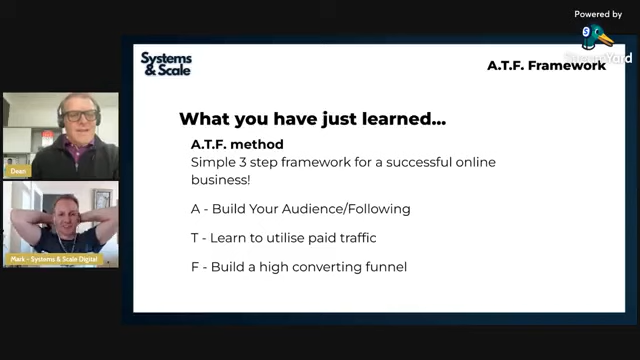 Powered by
StreamYard
Systems
& Scale
A.T.F. Framework
What you have just learned...
A.T.F. method
Simple 3 step framework for a successful online
business!
A - Build Your Audience/Following
T - Learn to utilise paid traffic
F - Build a high converting funnel
Dean
Mark - Systems & Scale Digital